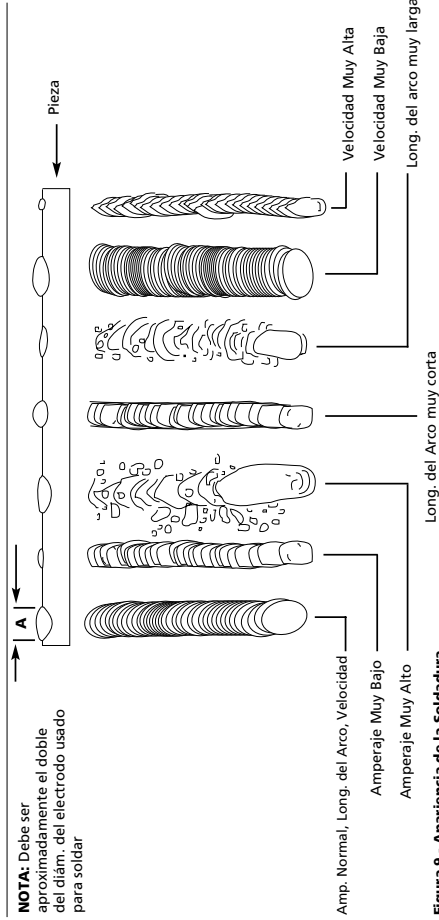 NOTA: Debe ser
aproximadamente el doble
del diám. del electrodo usado
para soldar
A
Pieza
Amp. Normal, Long. del Arco, Velocidad
Amperaje Muy Bajo
Amperaje Muy Alto
Long. del Arco muy corta
Velocidad Muy Alta
Velocidad Muy Baja
Long. del arco muy larga
Figura 9 - Apariencia de la Soldadura